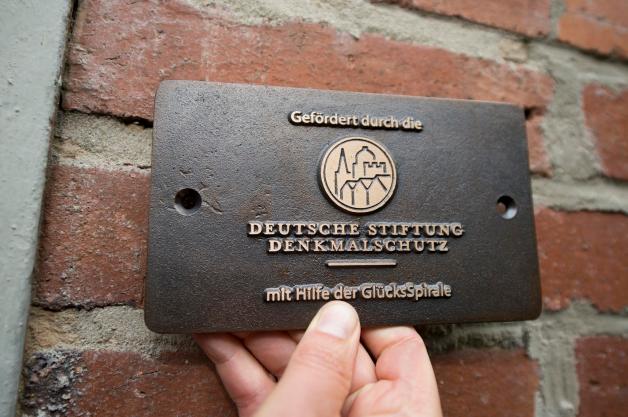 Gefördert durch die
DEUTSCHE STIFTUNG
DENKMALSCHUTZ
mit Hilfe der GlücksSpirale